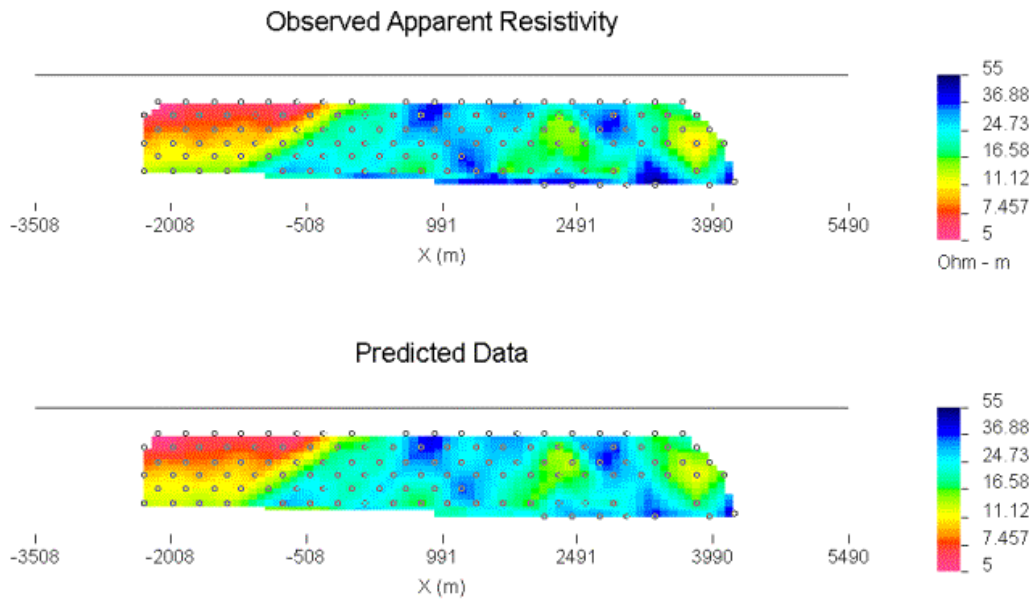 Observed Apparent Resistivity
55
36.88
24.73
16.58
11.12
7.457
5
Ohm - m
-3508 -2008 -508 991 2491 3990 5490
X (m)
Predicted Data
55
36.88
24.73
16.58
11.12
7.457
5
-3508 -2008 -508 991 2491 3990 5490
X (m)